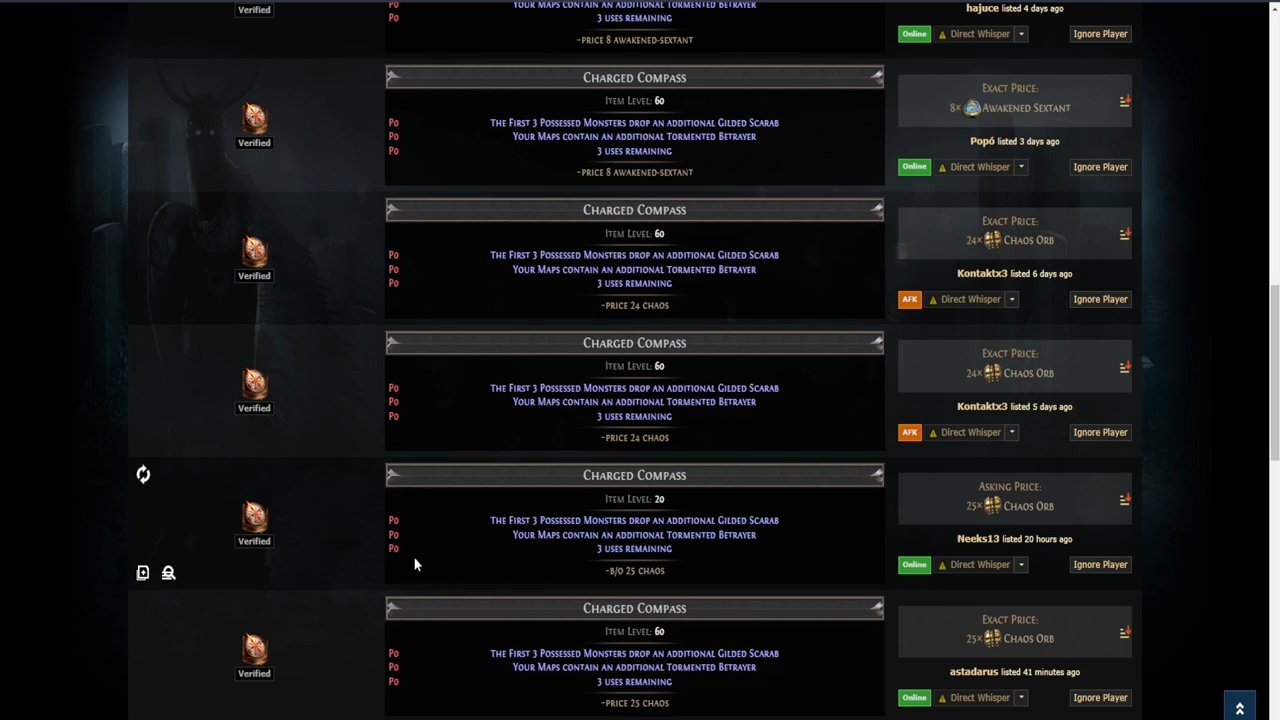 Your Maps contain an additional Tormented Betrayer
Verified
Po
3 uses remaining
~price 8 awakened-sextant
hajuce listed 4 days ago
Online Direct Whisper Ignore Player
Charged Compass
Item Level: 60
Po The First 3 Possessed Monsters drop an additional Gilded Scarab
Po Your Maps contain an additional Tormented Betrayer
Po 3 uses remaining
~price 8 awakened-sextant
Verified
Exact Price:
8× Awakened Sextant
Popó listed 3 days ago
Online Direct Whisper Ignore Player
Charged Compass
Item Level: 60
Po The First 3 Possessed Monsters drop an additional Gilded Scarab
Po Your Maps contain an additional Tormented Betrayer
Po 3 uses remaining
~price 24 chaos
Verified
Exact Price:
24× Chaos Orb
Kontaktx3 listed 6 days ago
AFK Direct Whisper Ignore Player
Charged Compass
Item Level: 60
Po The First 3 Possessed Monsters drop an additional Gilded Scarab
Po Your Maps contain an additional Tormented Betrayer
Po 3 uses remaining
~price 24 chaos
Verified
Exact Price:
24× Chaos Orb
Kontaktx3 listed 5 days ago
AFK Direct Whisper Ignore Player
Charged Compass
Item Level: 20
Po The First 3 Possessed Monsters drop an additional Gilded Scarab
Po Your Maps contain an additional Tormented Betrayer
Po 3 uses remaining
~b/o 25 chaos
Verified
Asking Price:
25× Chaos Orb
Neeks13 listed 20 hours ago
Online Direct Whisper Ignore Player
Charged Compass
Item Level: 60
Po The First 3 Possessed Monsters drop an additional Gilded Scarab
Po Your Maps contain an additional Tormented Betrayer
Po 3 uses remaining
~price 25 chaos
Verified
Exact Price:
25× Chaos Orb
astadarus listed 41 minutes ago
Online Direct Whisper Ignore Player